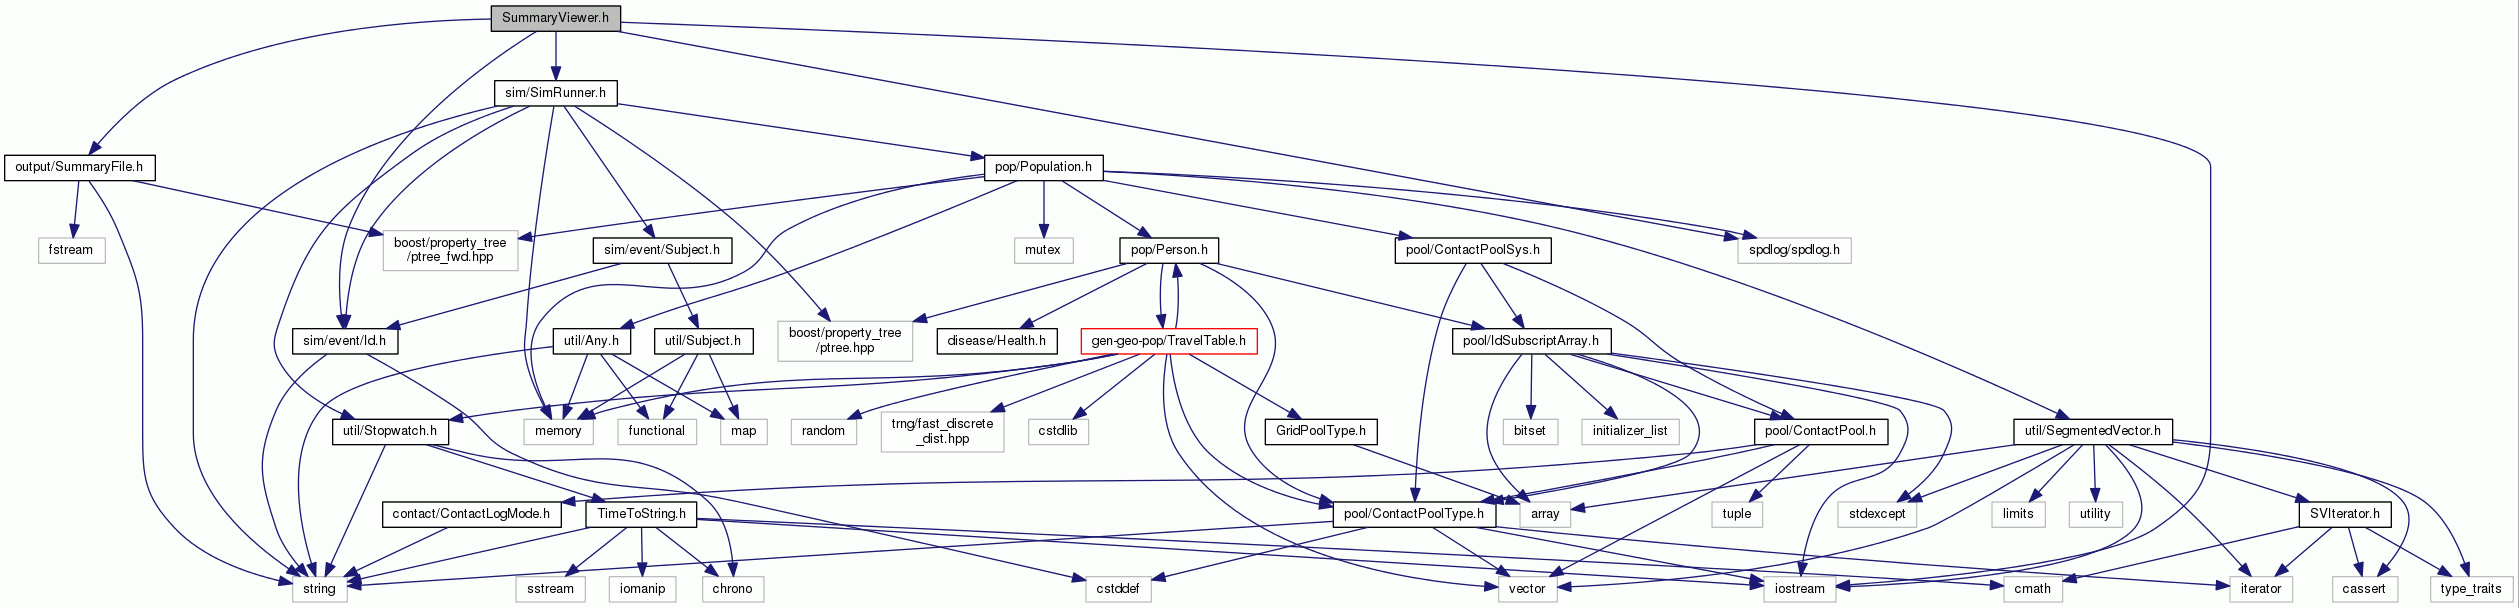 SummaryViewer.h
sim/SimRunner.h
output/SummaryFile.h
pop/Population.h
fstream
boost/property_tree
/ptree_fwd.hpp
sim/event/Subject.h
mutex
pop/Person.h
pool/ContactPoolSys.h
spdlog/spdlog.h
sim/event/Id.h
util/Any.h
util/Subject.h
boost/property_tree
/ptree.hpp
disease/Health.h
gen-geo-pop/TravelTable.h
pool/IdSubscriptArray.h
util/Stopwatch.h
memory
functional
map
random
trng/fast_discrete
_dist.hpp
cstdlib
GridPoolType.h
bitset
initializer_list
pool/ContactPool.h
util/SegmentedVector.h
contact/ContactLogMode.h
TimeToString.h
pool/ContactPoolType.h
array
tuple
stdexcept
limits
utility
SVIterator.h
string
sstream
iomanip
chrono
cstddef
vector
iostream
cmath
iterator
cassert
type_traits